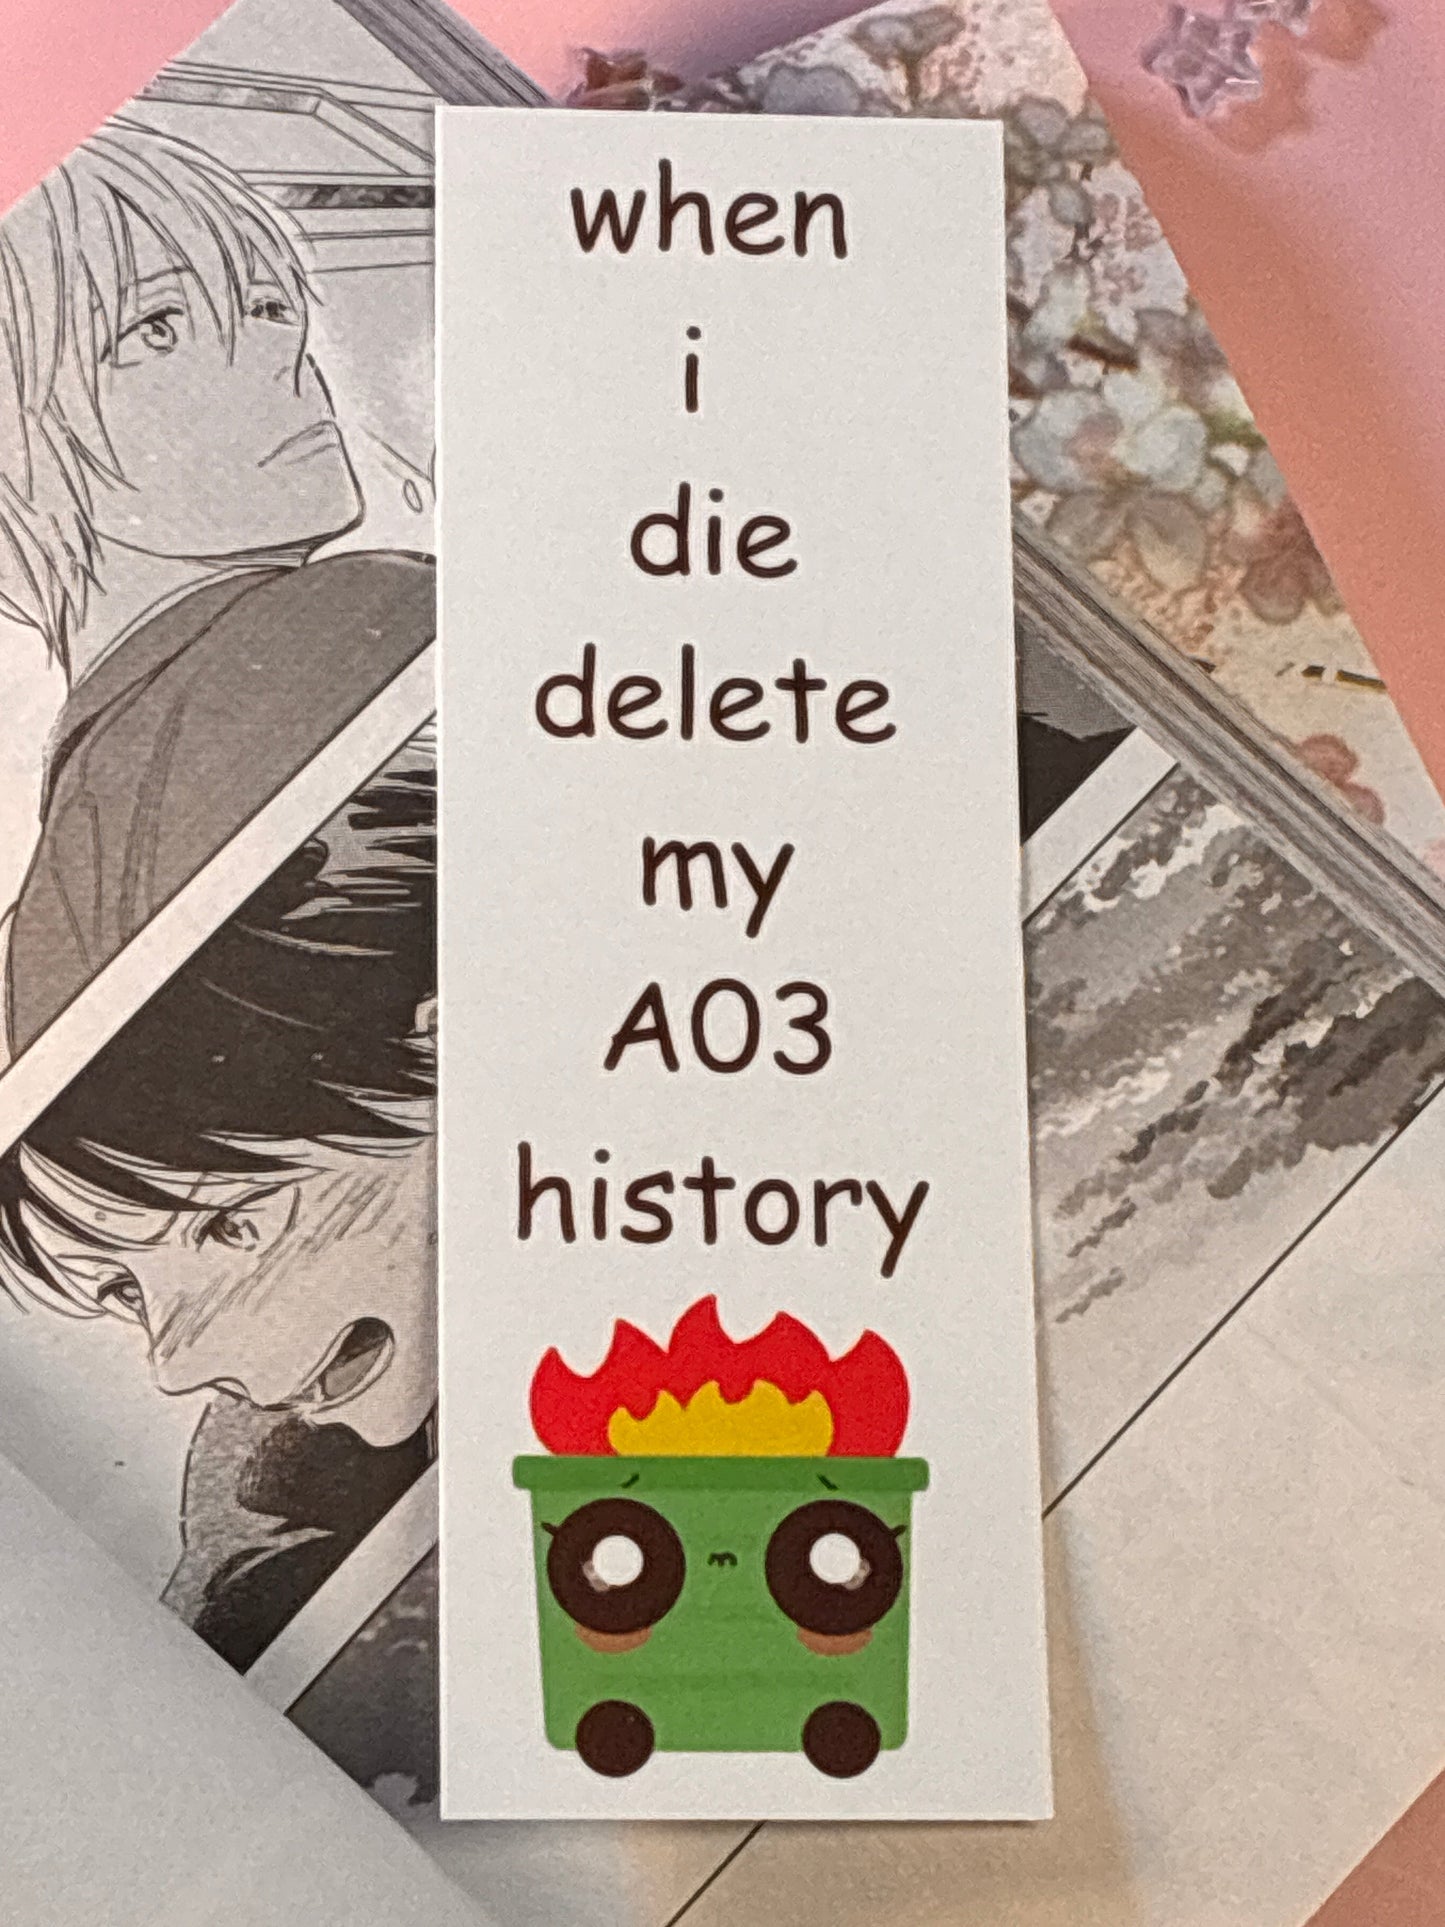 when
i
die
delete
my
AO3
history